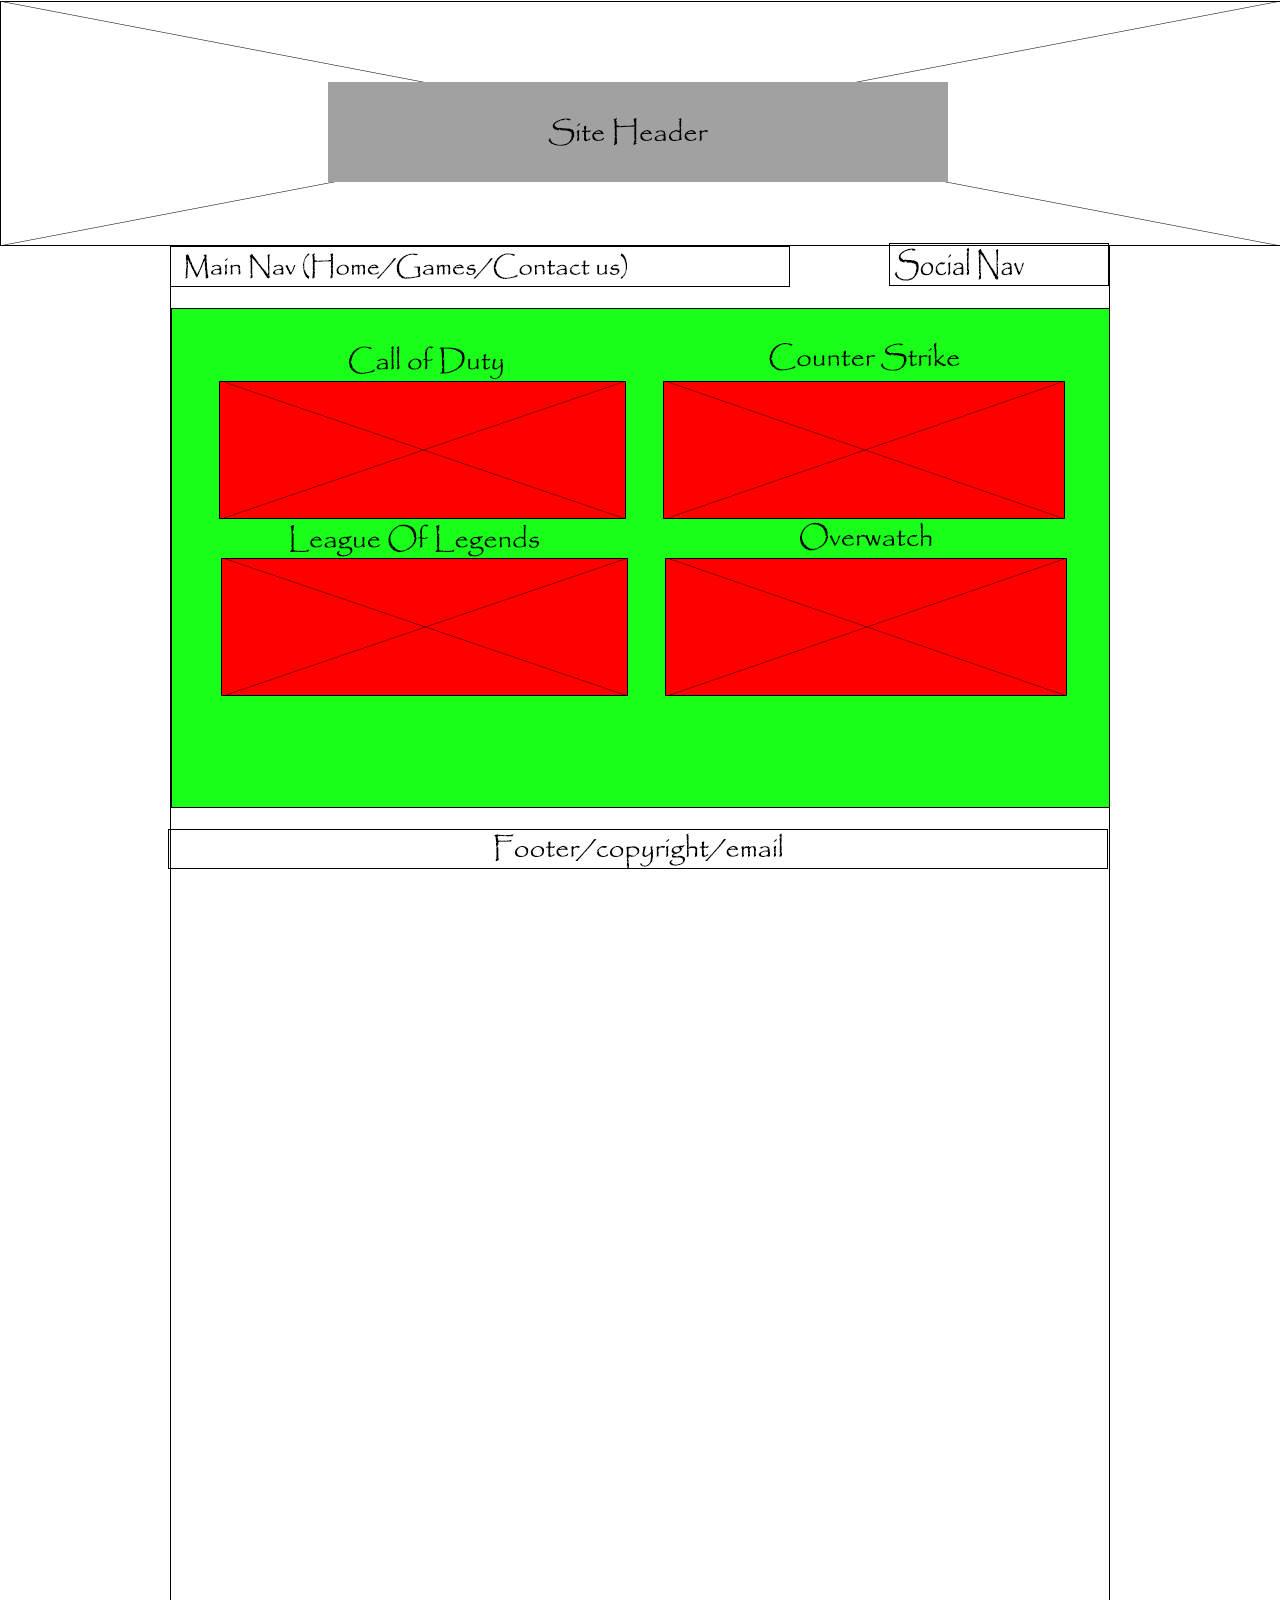 Site Header
Main Nav (Home/Games/Contact us)
Social Nav
Call of Duty
Counter Strike
League Of Legends
Overwatch
Footer/copyright/email